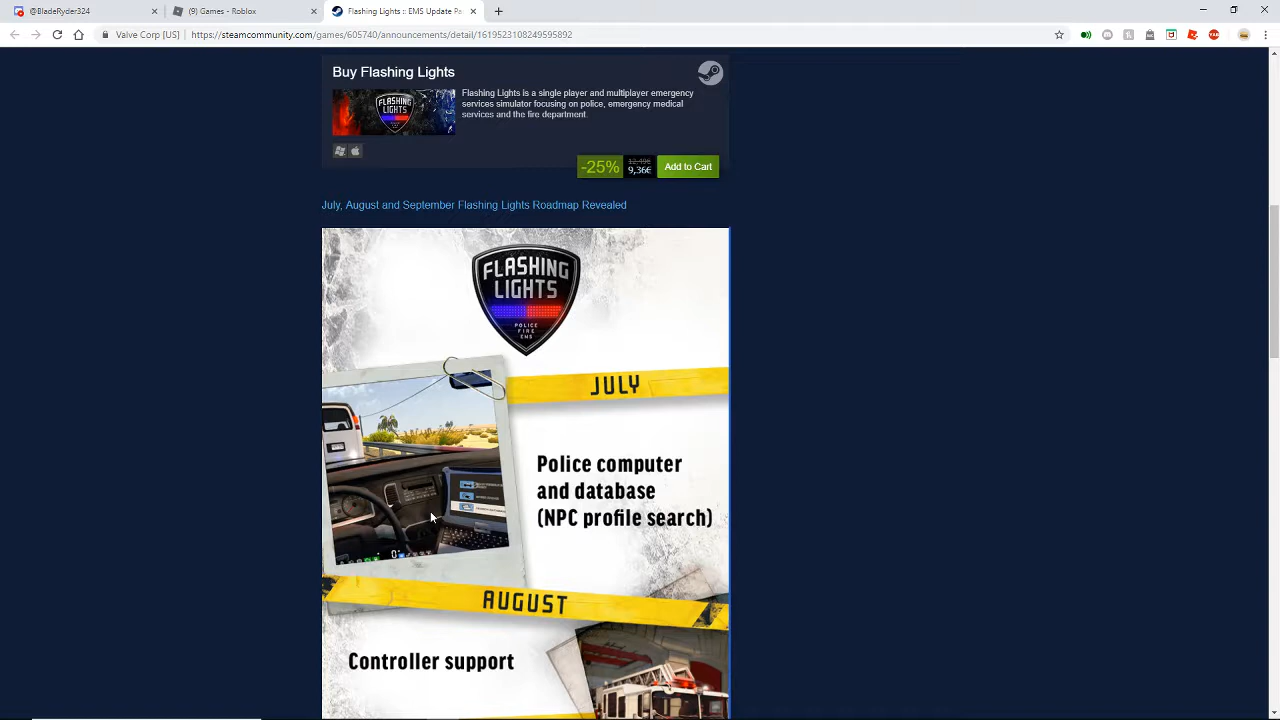 @BladeRyder324
(9) Games - Roblox
Flashing Lights :: EMS Update Pa
Valve Corp [US] | https://steamcommunity.com/games/605740/announcements/detail/1619523108249595892
Buy Flashing Lights
Flashing Lights is a single player and multiplayer emergency
services simulator focusing on police, emergency medical
services and the fire department.
-25%
12,49€
9,36€
Add to Cart
July, August and September Flashing Lights Roadmap Revealed
FLASHING
LIGHTS
POLICE
FIRE
EMS
JULY
Police computer
and database
(NPC profile search)
AUGUST
Controller support